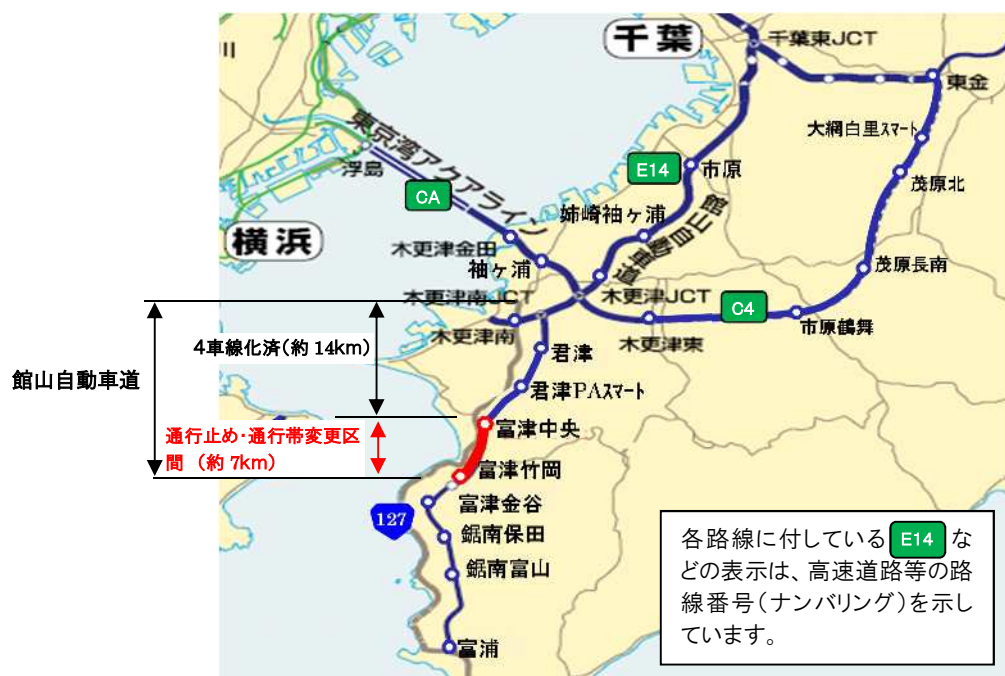 千葉
千葉東JCT
東金
川
東京湾アクアライン
浮島
CA
E14
市原
大網白里スマート
茂原北
姉崎袖ヶ浦
館山自動車道
横浜
木更津金田
袖ヶ浦
茂原長南
木更津南JCT
木更津JCT
C4
市原鶴舞
木更津南
木更津東
4車線化済(約14km)
君津
館山自動車道
君津PAスマート
富津中央
通行止め・通行帯変更区
間 (約7km)
富津竹岡
富津金谷
127
鋸南保田
鋸南富山
富浦
各路線に付している E14 な
どの表示は、高速道路等の路
線番号(ナンバリング)を示し
ています。